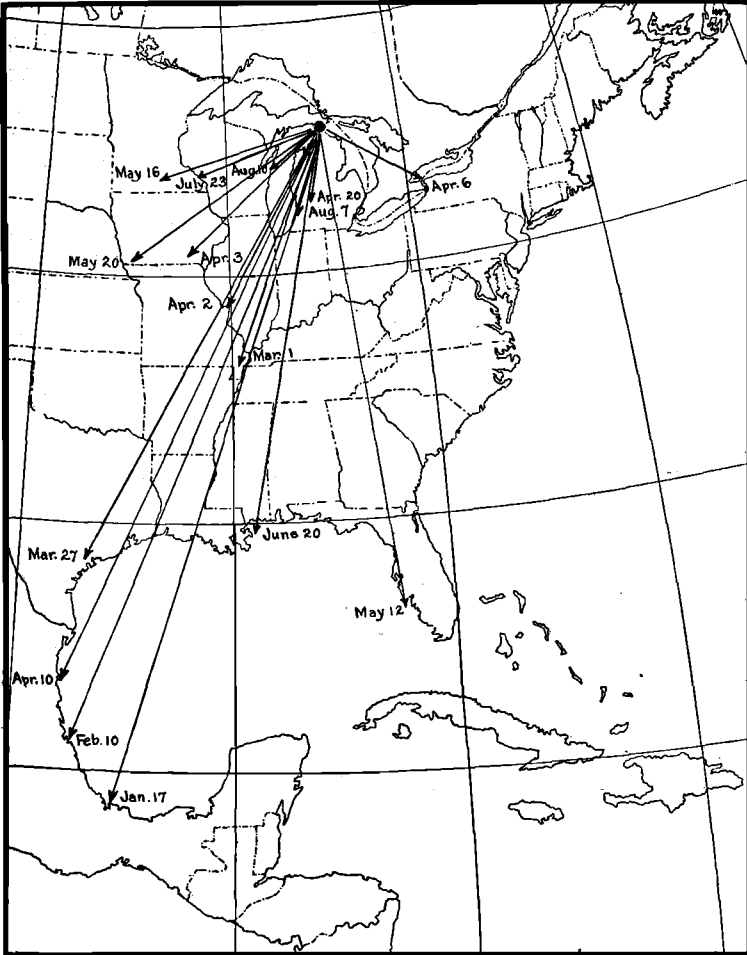 May 16
July 23
Aug. 10
Apr. 20
Apr. 6
Aug. 7
May 20
Apr. 3
Apr. 2
Mar. 1
June 20
Mar. 27
May 12
Apr. 10
Feb. 10
Jan. 17